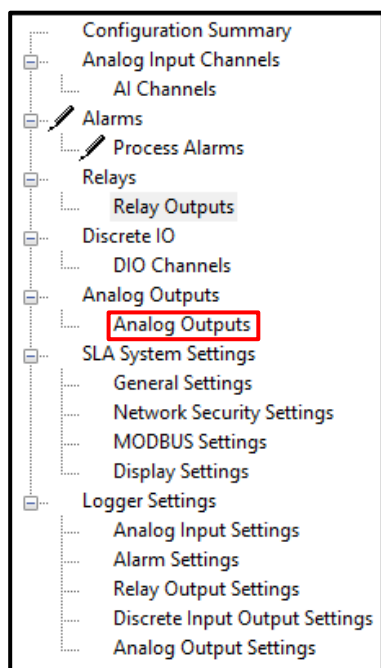 Configuration Summary
Analog Input Channels
AI Channels
Alarms
Process Alarms
Relays
Relay Outputs
Discrete IO
DIO Channels
Analog Outputs
Analog Outputs
SLA System Settings
General Settings
Network Security Settings
MODBUS Settings
Display Settings
Logger Settings
Analog Input Settings
Alarm Settings
Relay Output Settings
Discrete Input Output Settings
Analog Output Settings